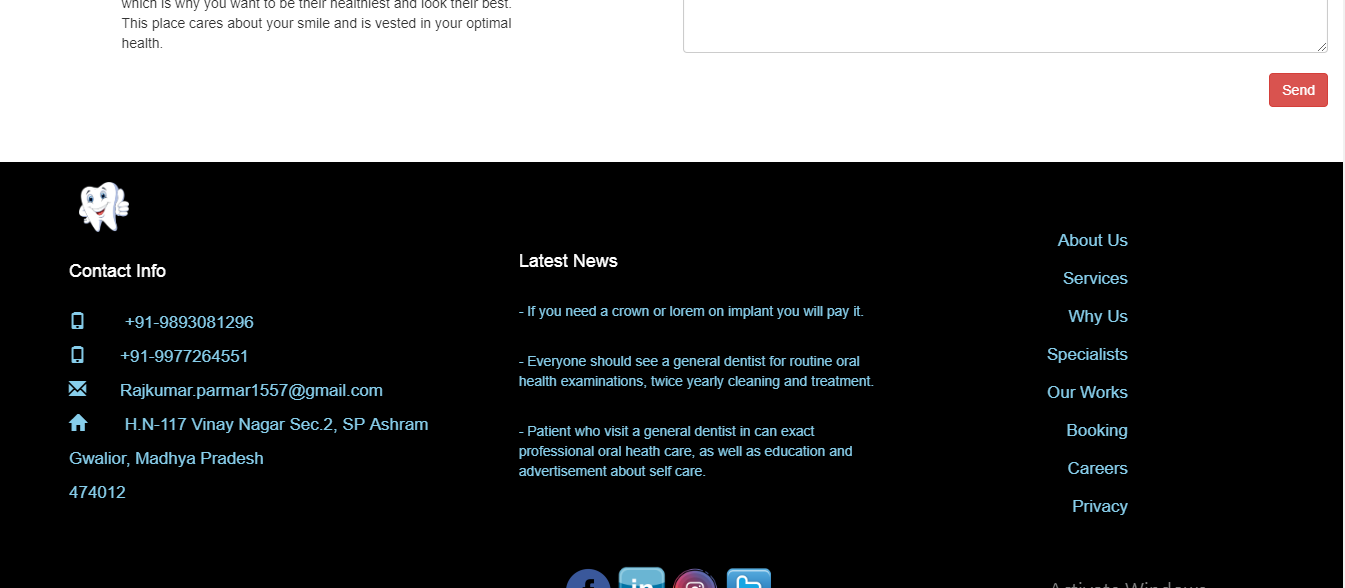 which is why you want to be their healthiest and look their best.
This place cares about your smile and is vested in your optimal
health.
Send
Contact Info
+91-9893081296
+91-9977264551
Rajkumar.parmar1557@gmail.com
H.N-117 Vinay Nagar Sec.2, SP Ashram
Gwalior, Madhya Pradesh
474012
Latest News
- If you need a crown or lorem on implant you will pay it.
- Everyone should see a general dentist for routine oral
health examinations, twice yearly cleaning and treatment.
- Patient who visit a general dentist in can exact
professional oral heath care, as well as education and
advertisement about self care.
About Us
Services
Why Us
Specialists
Our Works
Booking
Careers
Privacy
in
Activate Windows